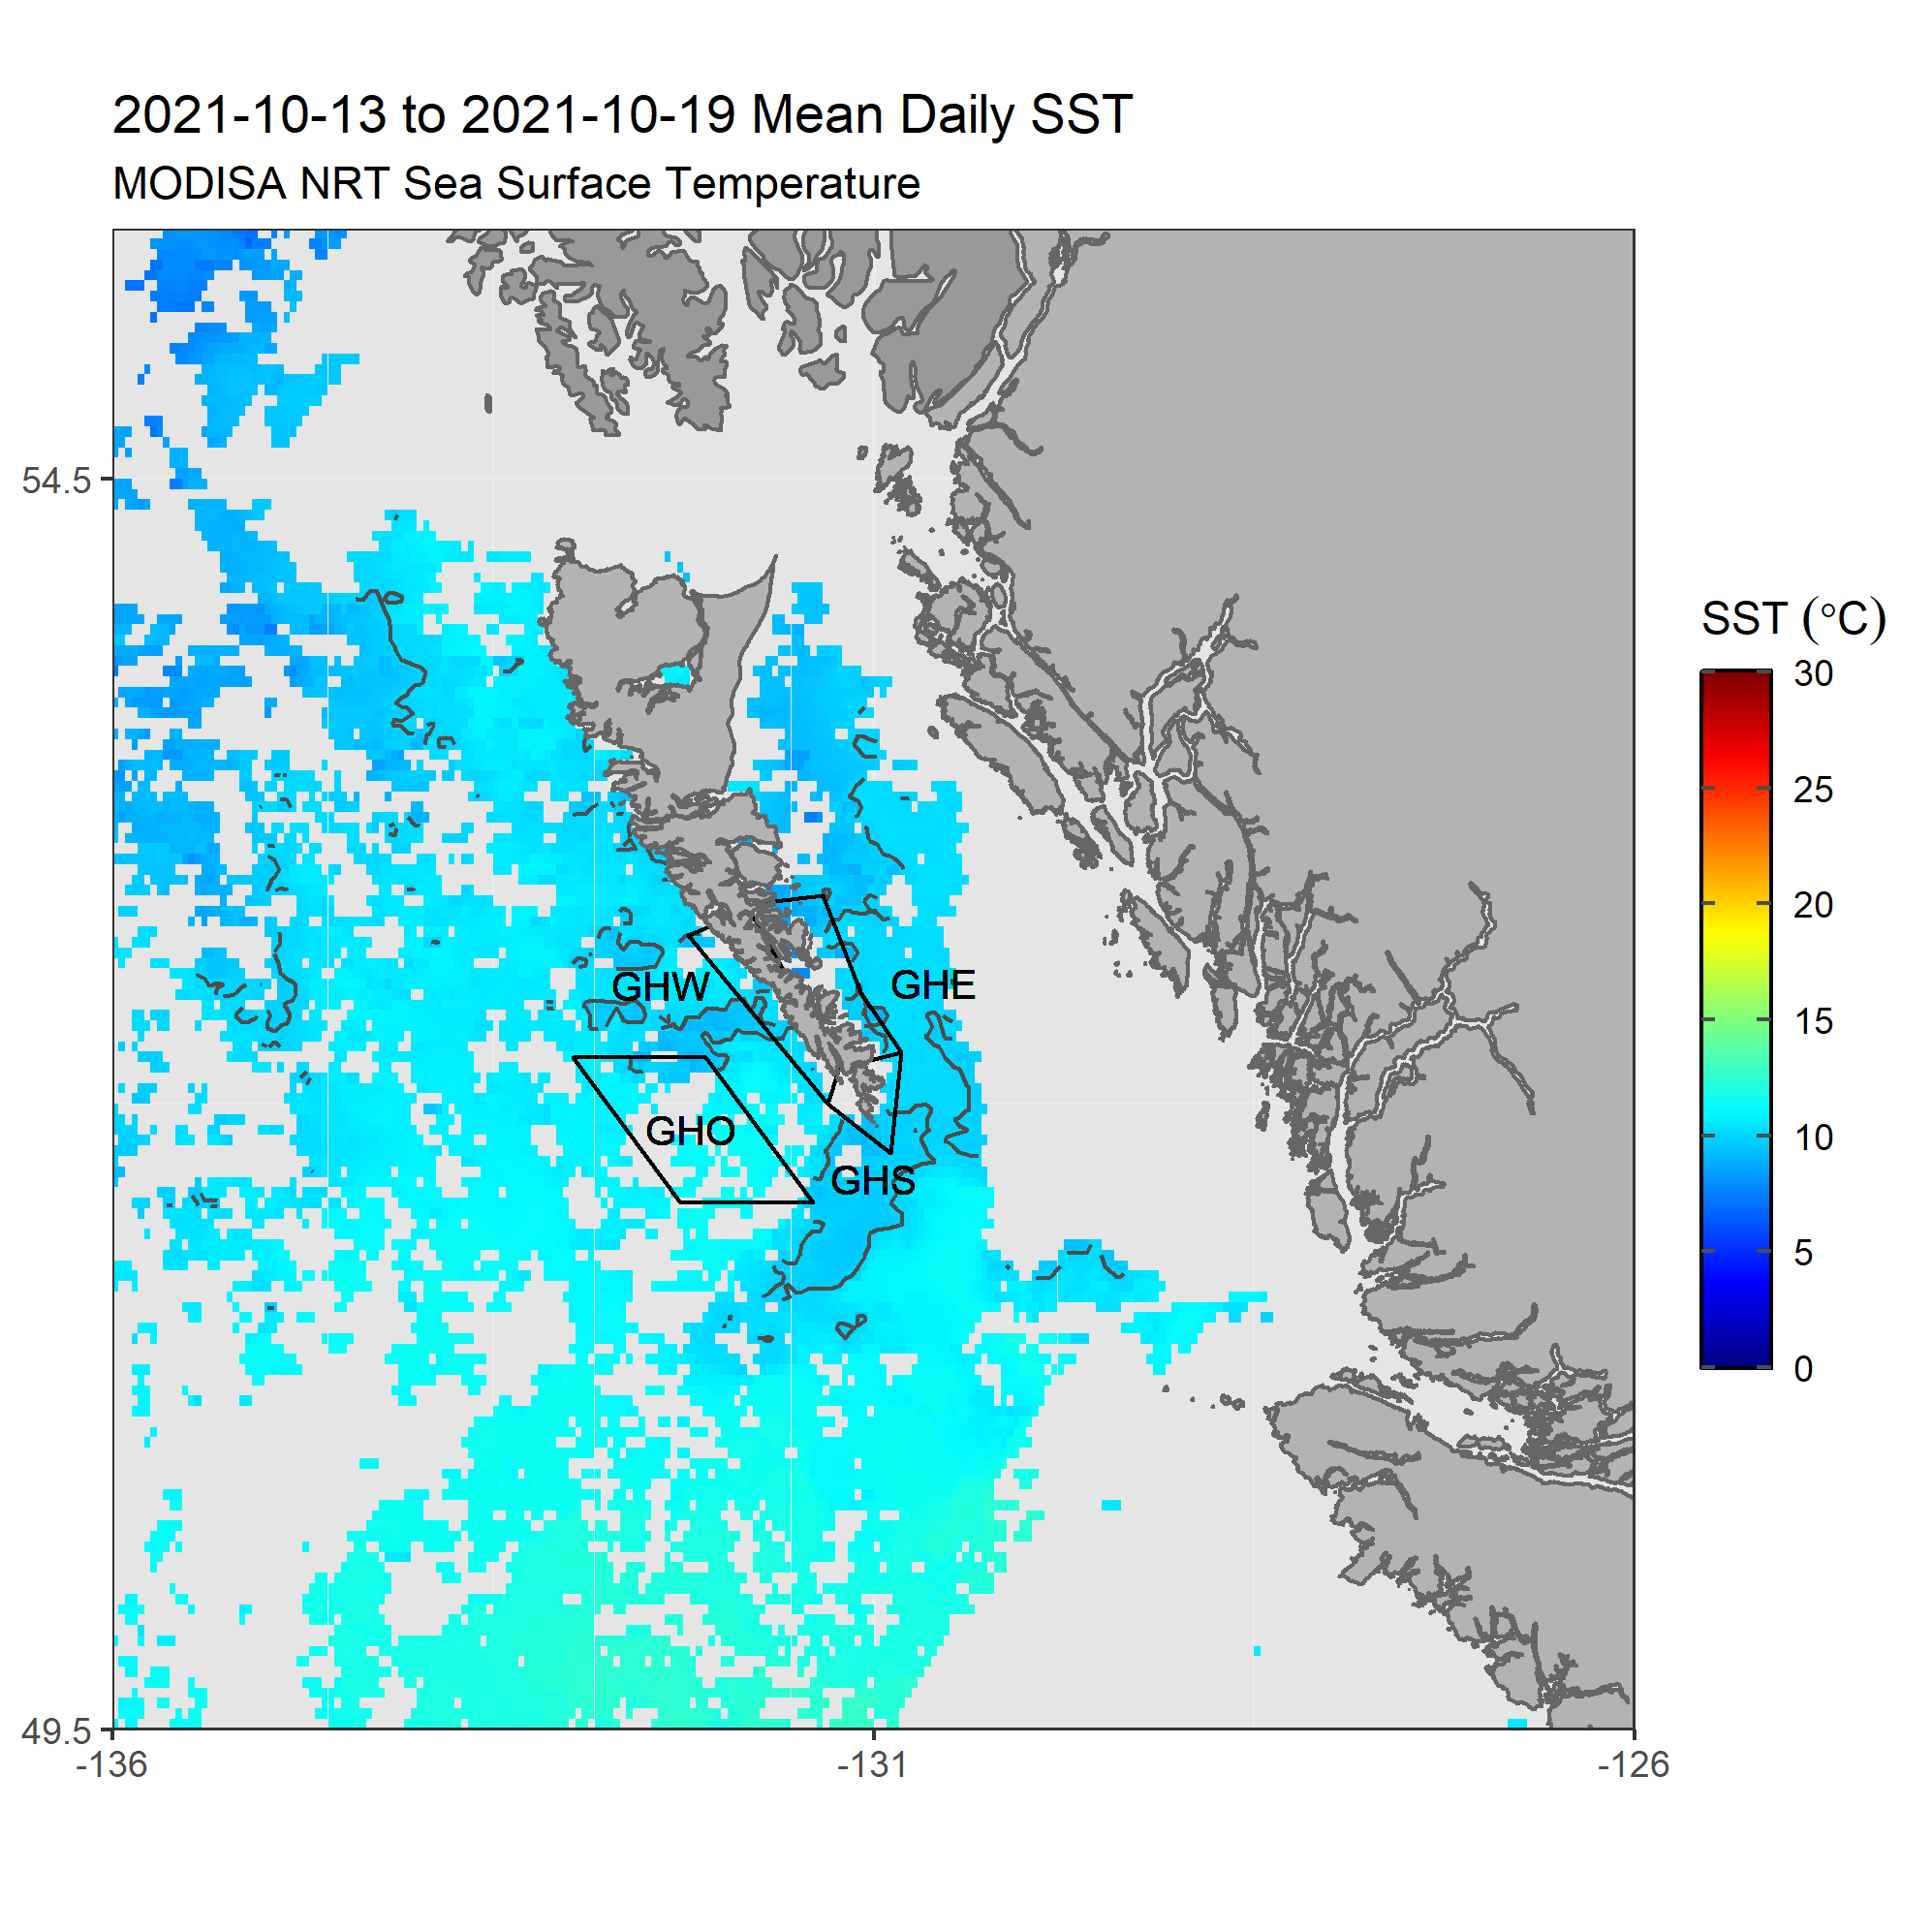 2021-10-13 to 2021-10-19 Mean Daily SST
MODISA NRT Sea Surface Temperature
54.5
49.5
-136
-131
-126
GHW
GHE
GHO
GHS
SST (°C)
30
25
20
15
10
5
0